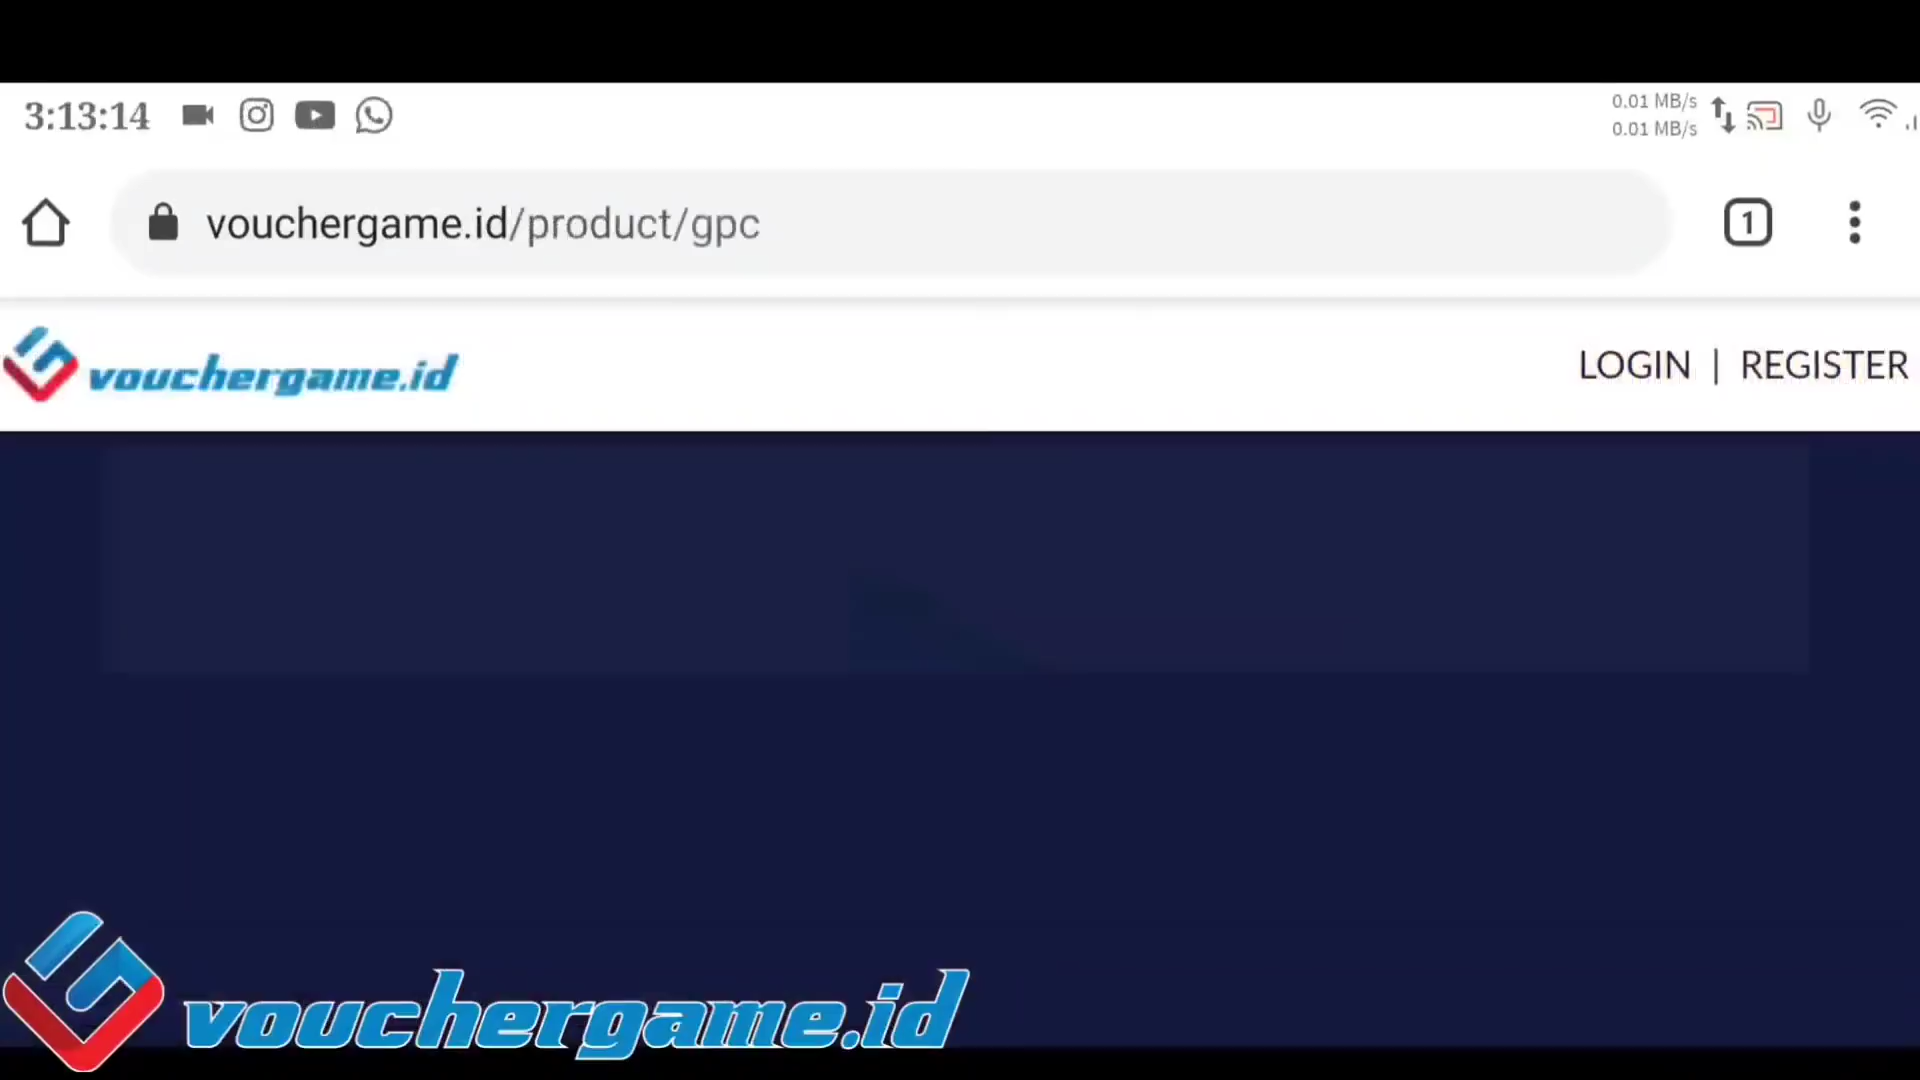 3:13:14
0.01 MB/s
0.01 MB/s
vouchergame.id/product/gpc
1
vouchergame.id
LOGIN | REGISTER
vouchergame.id